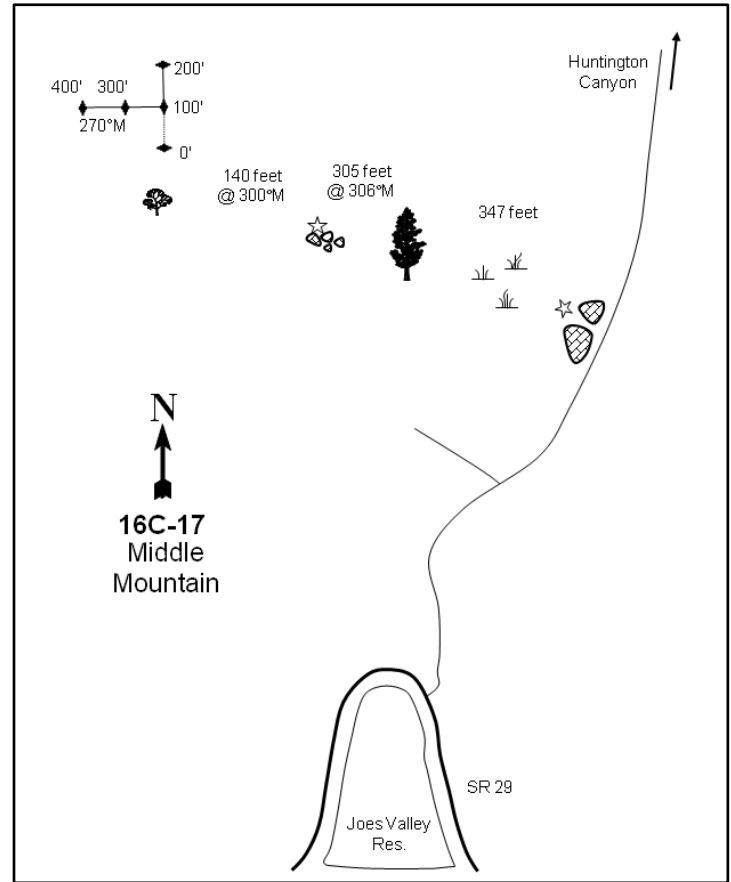 Huntington
Canyon
200'
400' 300'
100'
270°M
0'
140 feet
@ 300°M
305 feet
@ 306°M
347 feet
N
16C-17
Middle
Mountain
SR 29
Joes Valley
Res.